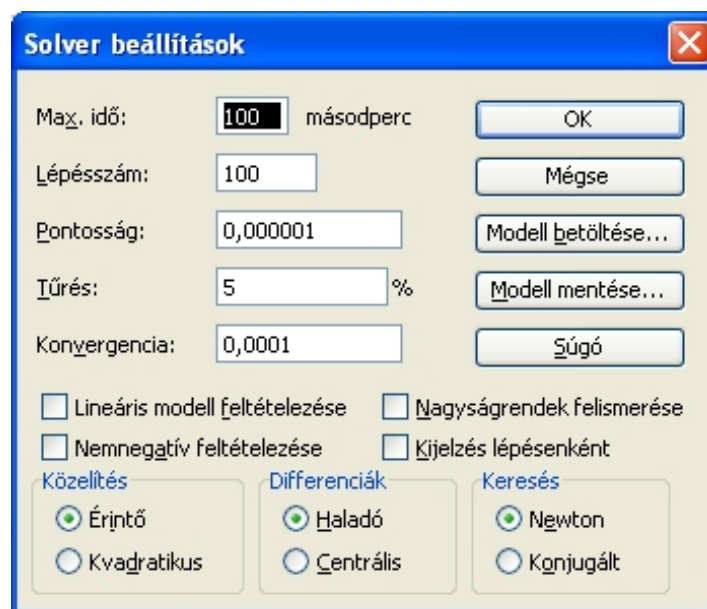 Solver beállítások
Max. idő: 100 másodperc OK
Lépésszám: 100 Mégse
Pontosság: 0,000001 Modell betöltése...
Tűrés: 5 % Modell mentése...
Konvergencia: 0,0001 Súgó
Lineáris modell feltételezése Nagyságrendek felismerése
Nemnegatív feltételezése Kijelzés lépésenként
Közelítés Differenciák Keresés
Érintő Haladó Newton
Kvadratikus Centrális Konjugált